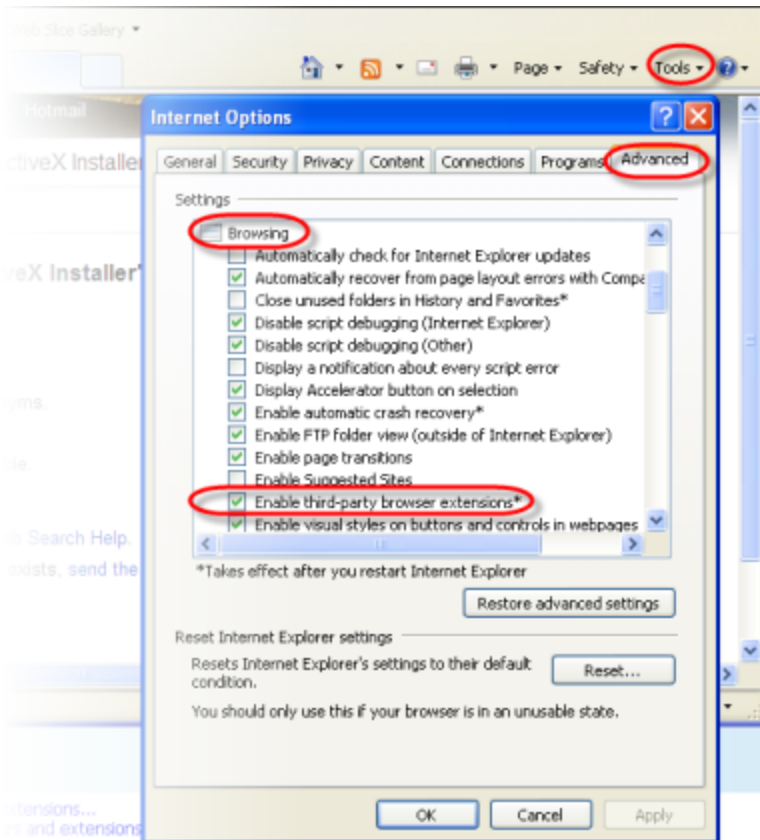 Web Slice Gallery
Page
Safety
Tools
Hotmail
Internet Options
ActiveX Installer
General
Security
Privacy
Content
Connections
Programs
Advanced
Settings
Browsing
Automatically check for Internet Explorer updates
Automatically recover from page layout errors with Compa
Close unused folders in History and Favorites*
Disable script debugging (Internet Explorer)
Disable script debugging (Other)
Display a notification about every script error
Display Accelerator button on selection
Enable automatic crash recovery*
Enable FTP folder view (outside of Internet Explorer)
Enable page transitions
Enable Suggested Sites
Enable third-party browser extensions*
Enable visual styles on buttons and controls in webpages
veX Installer"
yms.
Search Help.
exists, send the
*Takes effect after you restart Internet Explorer
Restore advanced settings
Reset Internet Explorer settings
Resets Internet Explorer's settings to their default
condition.
Reset...
You should only use this if your browser is in an unusable state.
OK
Cancel
Apply
extensions...
and extensions